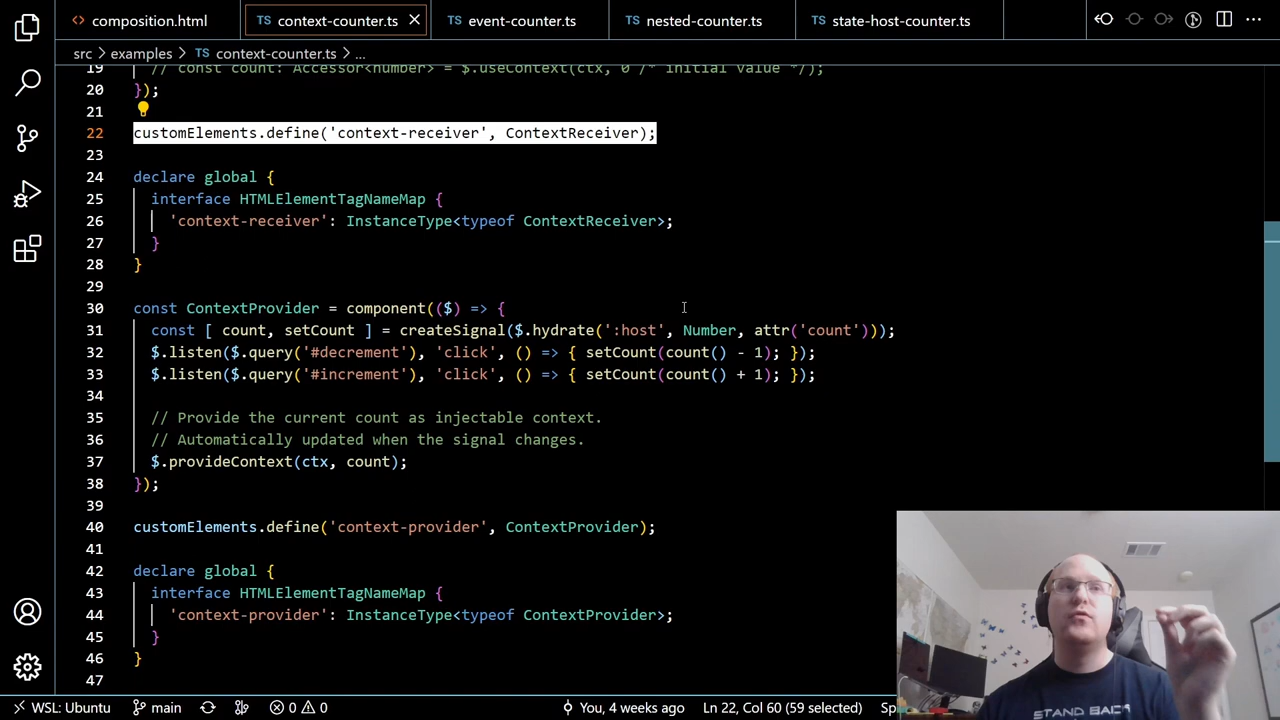 composition.html
TS context-counter.ts
TS event-counter.ts
TS nested-counter.ts
TS state-host-counter.ts
src > examples > TS context-counter.ts > ...
19 // const count: Accessor<number> = $.useContext(ctx, 0 /* initial value */);
20 });
21
22 customElements.define('context-receiver', ContextReceiver);
23
24 declare global {
25 interface HTMLElementTagNameMap {
26 'context-receiver': InstanceType<typeof ContextReceiver>;
27 }
28 }
29
30 const ContextProvider = component(($) => {
31 const [ count, setCount ] = createSignal($.hydrate(':host', Number, attr('count')));
32 $.listen($.query('#decrement'), 'click', () => { setCount(count() - 1); });
33 $.listen($.query('#increment'), 'click', () => { setCount(count() + 1); });
34
35 // Provide the current count as injectable context.
36 // Automatically updated when the signal changes.
37 $.provideContext(ctx, count);
38 });
39
40 customElements.define('context-provider', ContextProvider);
41
42 declare global {
43 interface HTMLElementTagNameMap {
44 'context-provider': InstanceType<typeof ContextProvider>;
45 }
46 }
47
STAND BACK
WSL: Ubuntu main 0 0 You, 4 weeks ago Ln 22, Col 60 (59 selected)